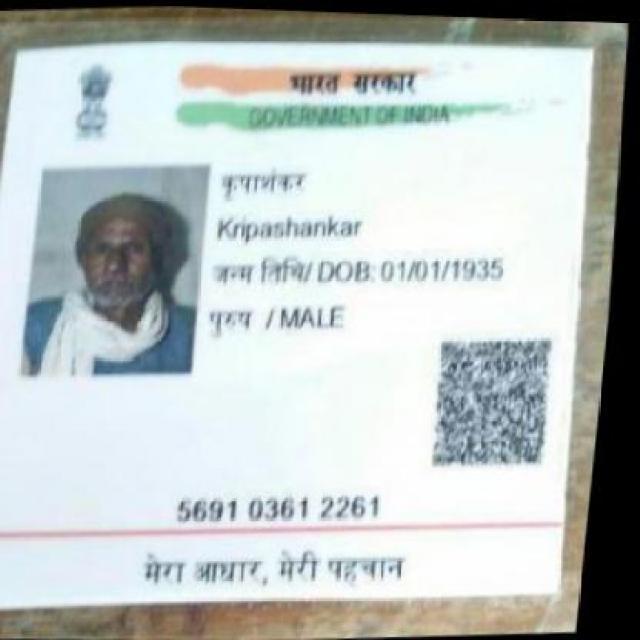 भारत सरकार
GOVERNMENT OF INDIA
कृपाशंकर
Kripashankar
जन्म तिथि/ DOB: 01/01/1935
पुरुष / MALE
5691 0361 2261
मेरा आधार, मेरी पहचान